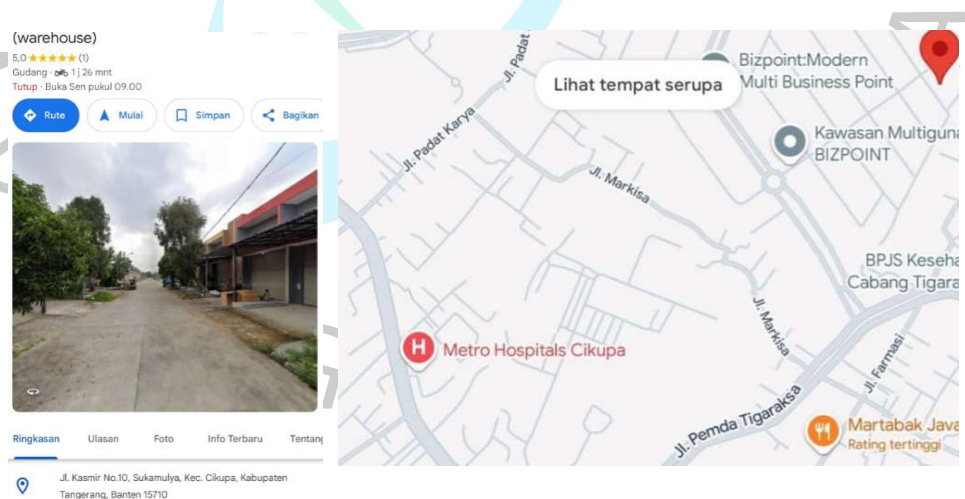 (warehouse)
5,0 ★★★★★ (1)
Gudang · 1 j 26 mnt
Tutup · Buka Sen pukul 09.00
Rute
Mulai
Simpan
Bagikan
Ringkasan
Ulasan
Foto
Info Terbaru
Tentang
Jl. Kasmir No.10, Sukamulya, Kec. Cikupa, Kabupaten
Tangerang, Banten 15710
Jl. Padat
Bizpoint:Modern
Multi Business Point
Lihat tempat serupa
Jl. Padat Karya
Kawasan Multiguna
BIZPOINT
Jl. Markisa
BPJS Keseha
Cabang Tigara
Jl. Markisa
H
Metro Hospitals Cikupa
Jl. Farmasi
Jl. Pemda Tigaraksa
Martabak Java
Rating tertinggi